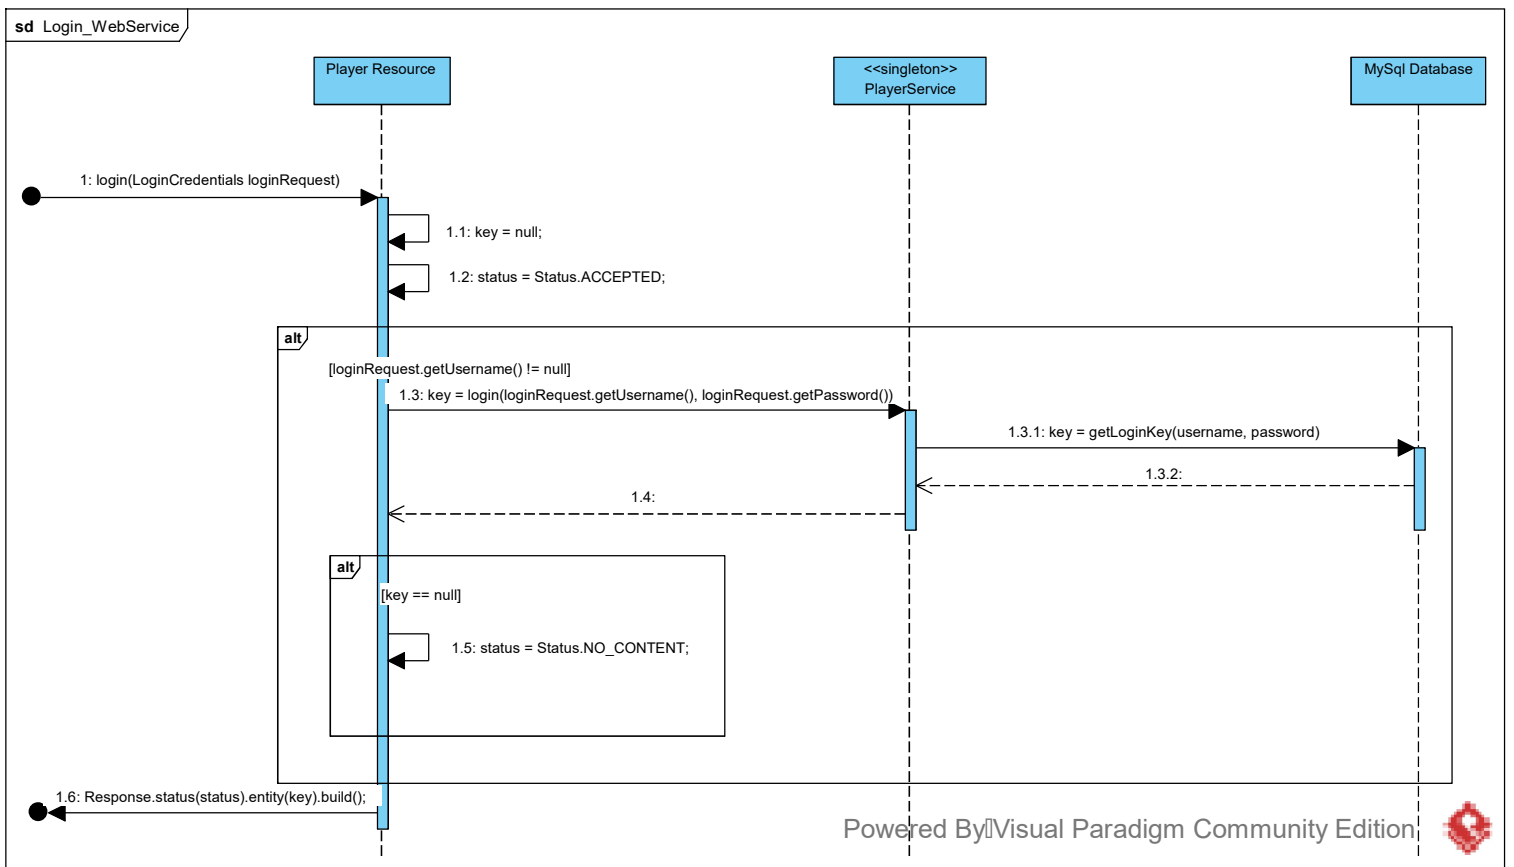 sd Login_WebService
Player Resource
<<singleton>>
PlayerService
MySql Database
1: login(LoginCredentials loginRequest)
1.1: key = null;
1.2: status = Status.ACCEPTED;
alt
[loginRequest.getUsername() != null]
1.3: key = login(loginRequest.getUsername(), loginRequest.getPassword())
1.3.1: key = getLoginKey(username, password)
1.3.2:
1.4:
alt
[key == null]
1.5: status = Status.NO_CONTENT;
1.6: Response.status(status).entity(key).build();
Powered By Visual Paradigm Community Edition